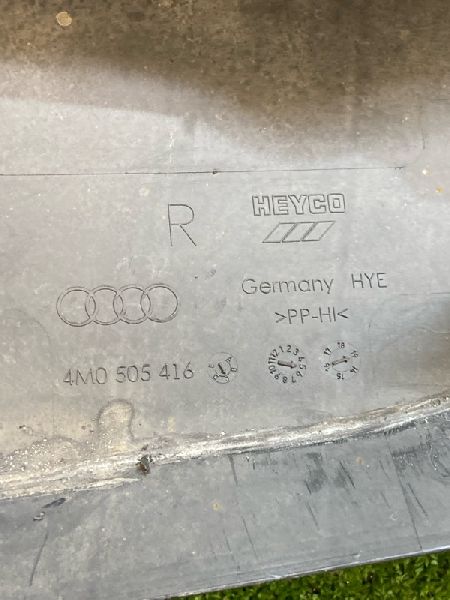 R
HEYCO
Germany HYE
>PP-HI<
4M0 505 416